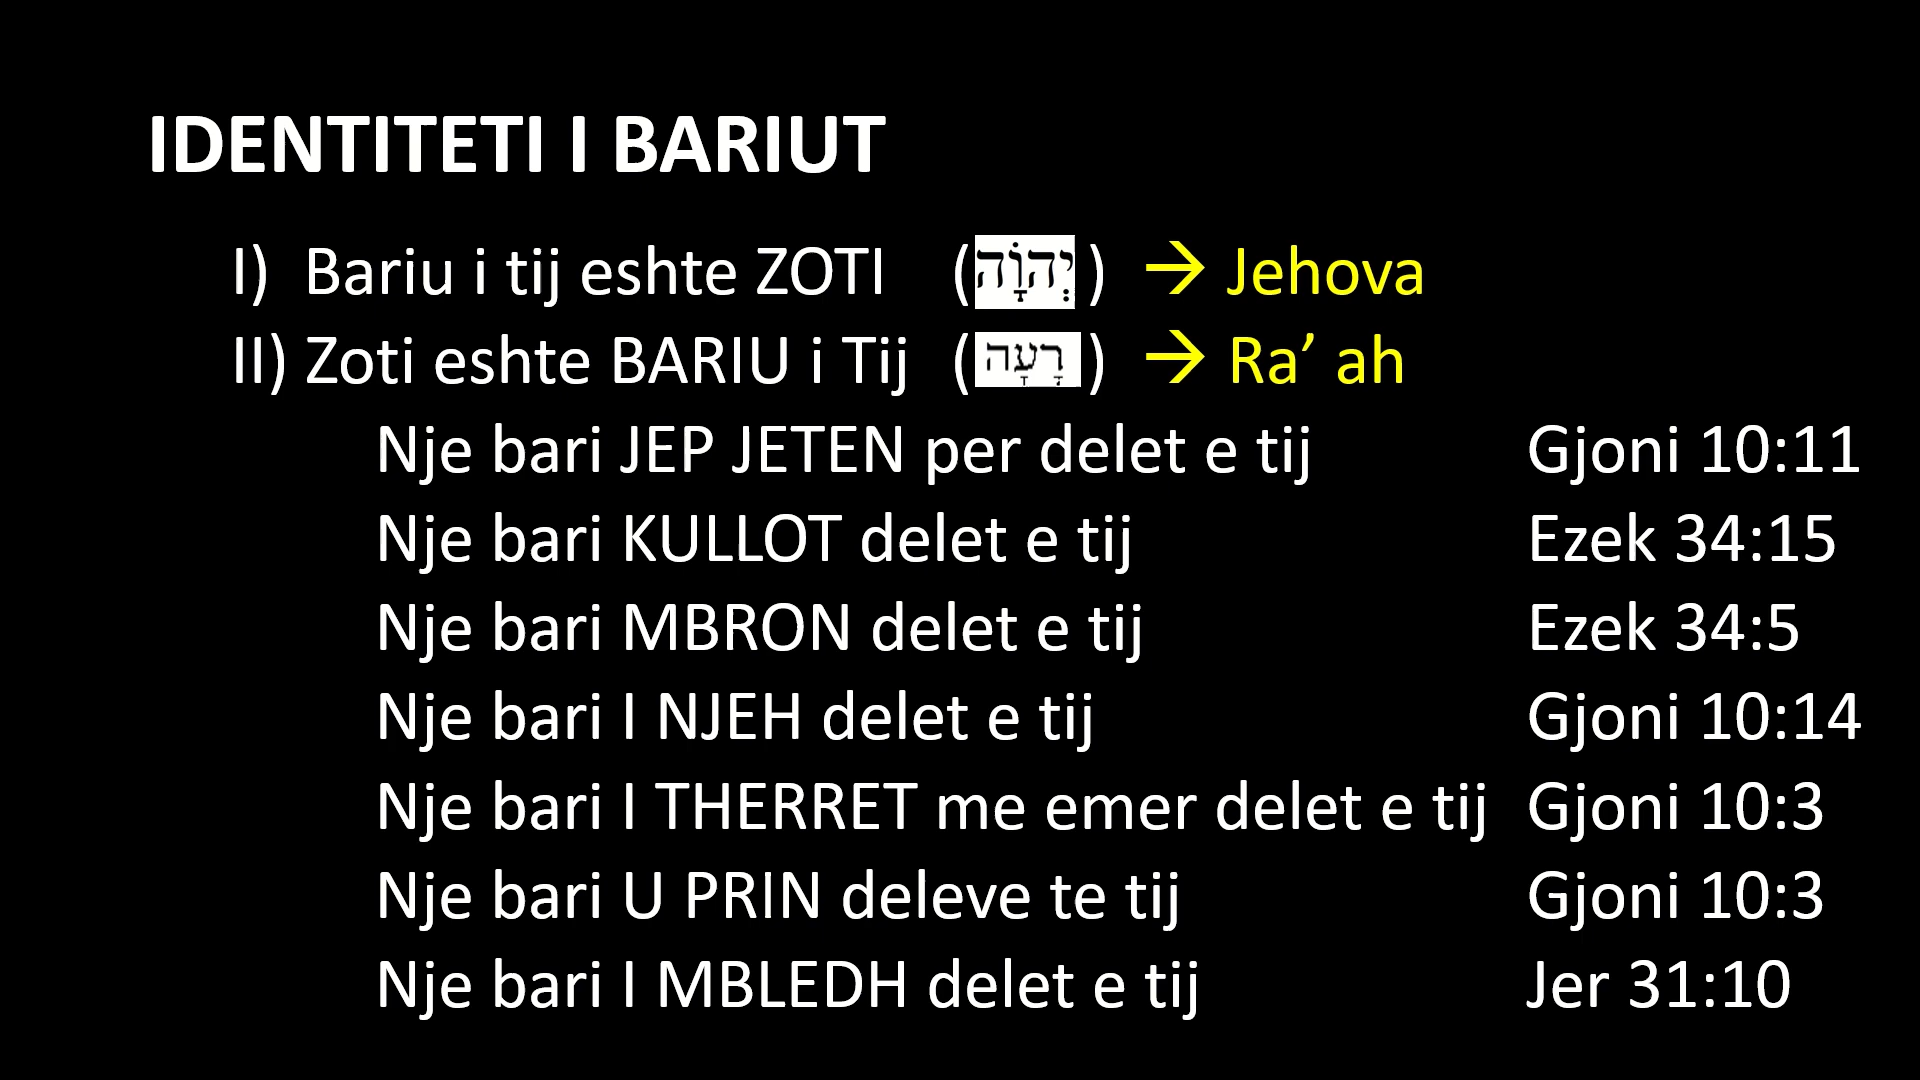 IDENTITETI I BARIUT
I) Bariu i tij eshte ZOTI (יְהוָֹה) → Jehova
II) Zoti eshte BARIU i Tij (רָעָה) → Ra’ ah
Nje bari JEP JETEN per delet e tij Gjoni 10:11
Nje bari KULLOT delet e tij Ezek 34:15
Nje bari MBRON delet e tij Ezek 34:5
Nje bari I NJEH delet e tij Gjoni 10:14
Nje bari I THERRET me emer delet e tij Gjoni 10:3
Nje bari U PRIN deleve te tij Gjoni 10:3
Nje bari I MBLEDH delet e tij Jer 31:10